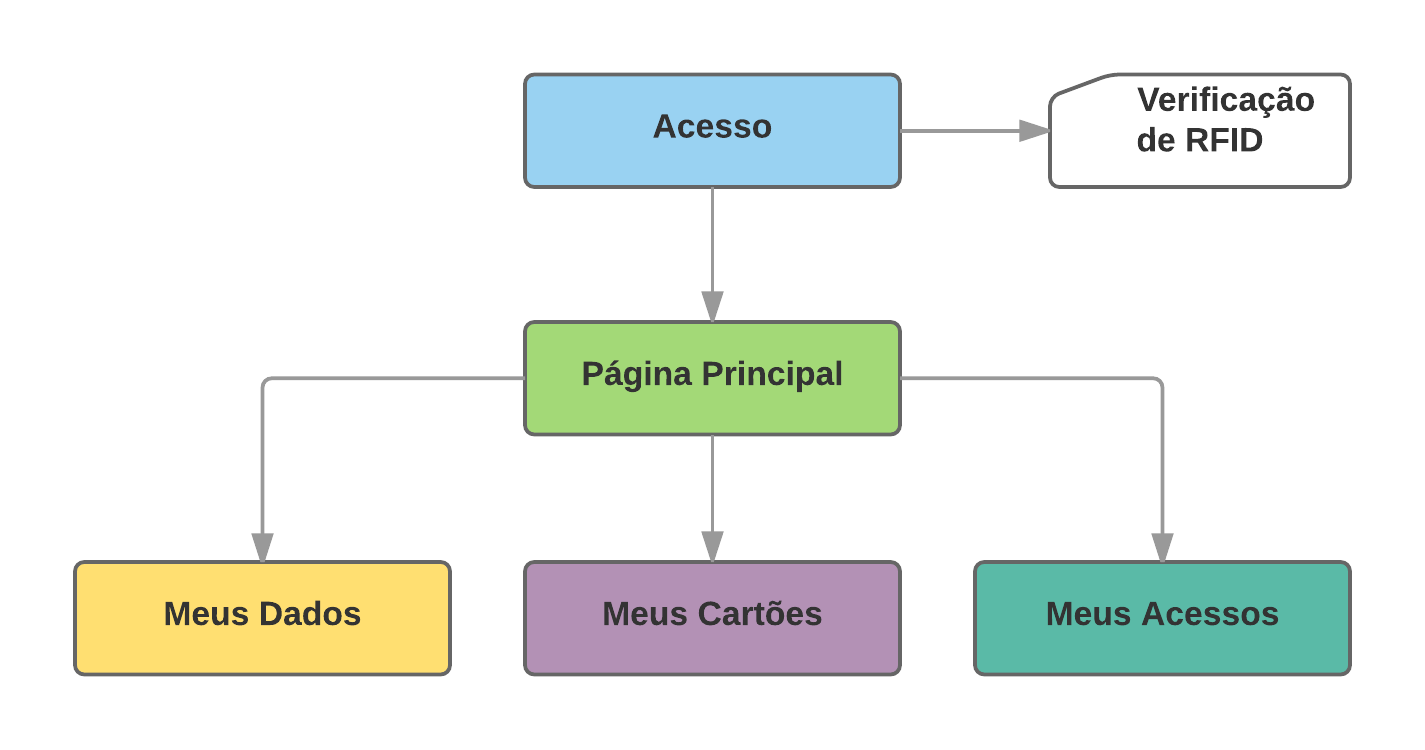 Acesso
Verificação
de RFID
Página Principal
Meus Dados
Meus Cartões
Meus Acessos